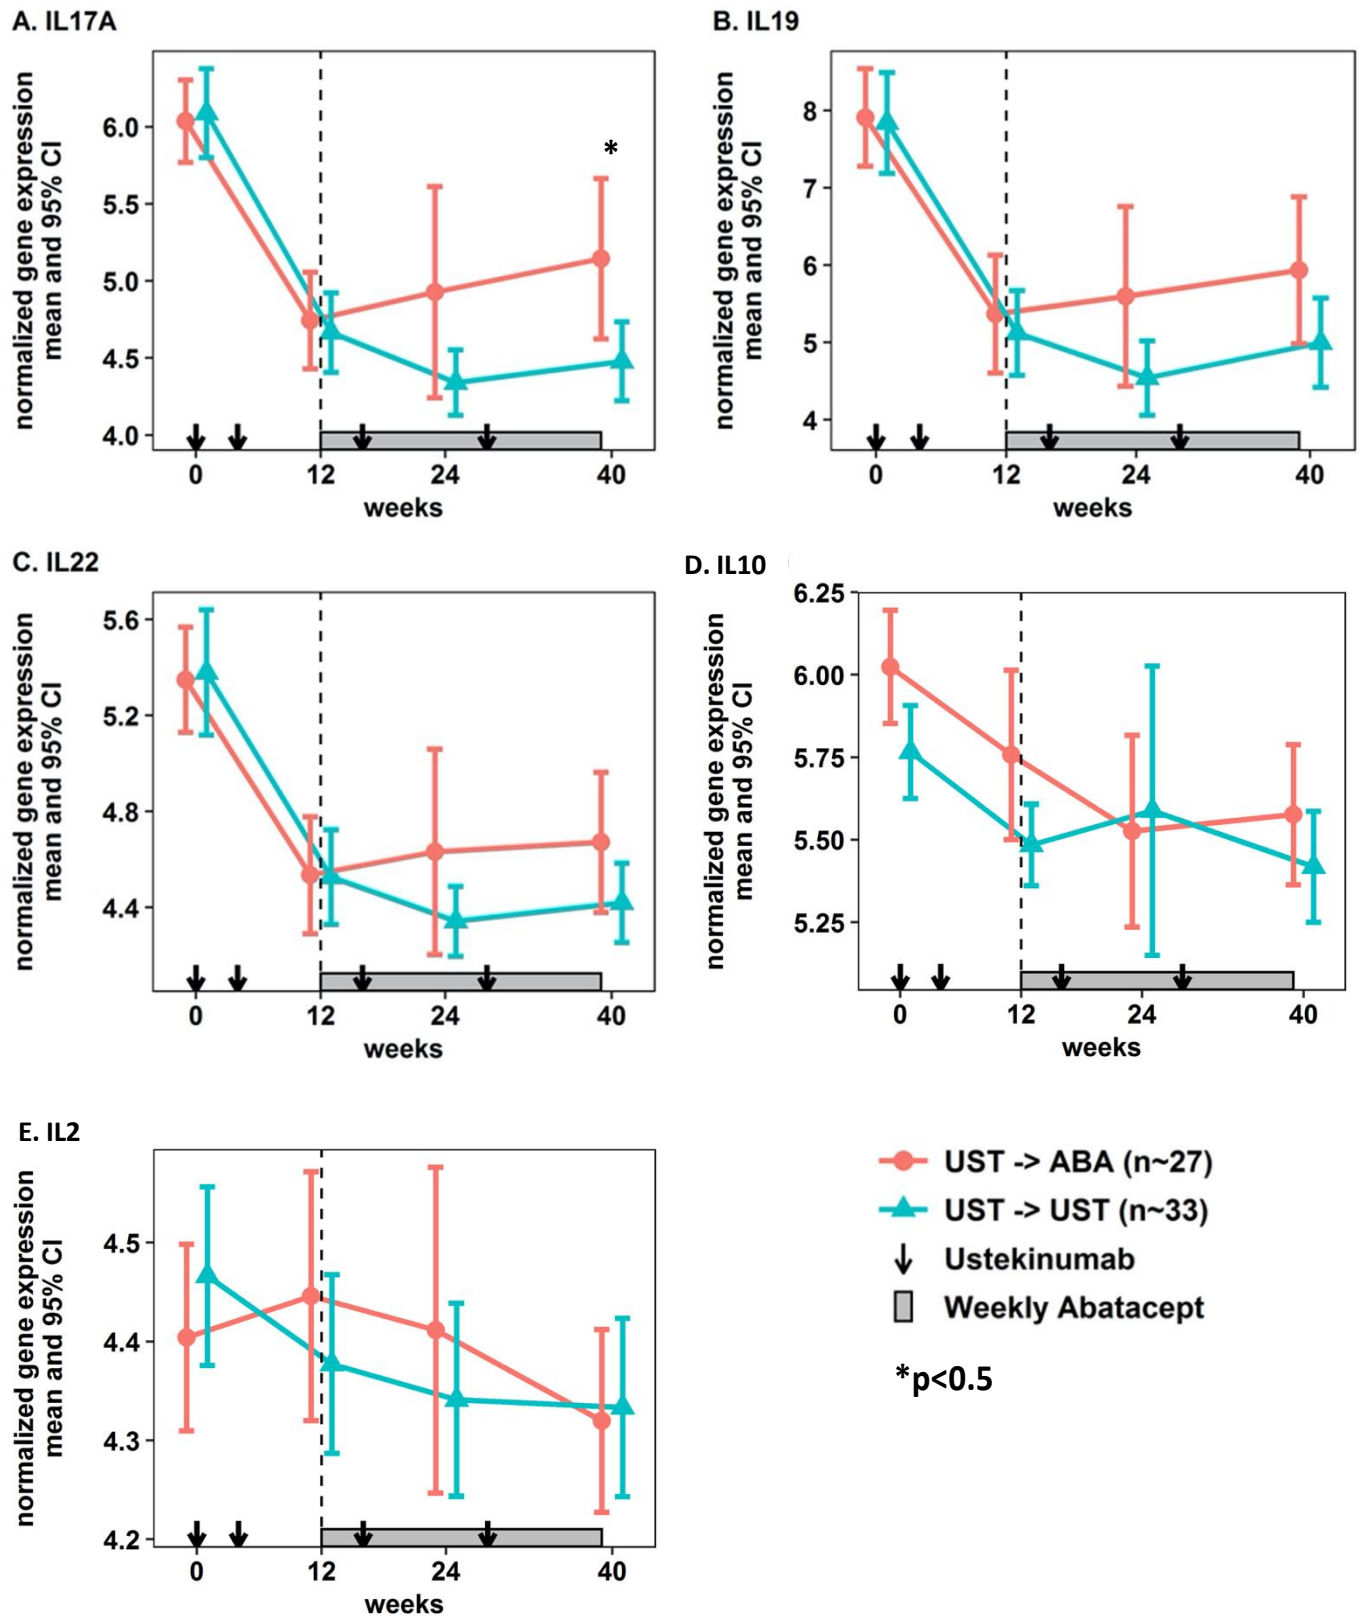 A. IL17A
normalized gene expression
mean and 95% CI
6.0
5.5
5.0
4.5
4.0
*
0 12 24 40
weeks
B. IL19
normalized gene expression
mean and 95% CI
8
7
6
5
4
0 12 24 40
weeks
C. IL22
normalized gene expression
mean and 95% CI
5.6
5.2
4.8
4.4
0 12 24 40
weeks
D. IL10
normalized gene expression
mean and 95% CI
6.25
6.00
5.75
5.50
5.25
0 12 24 40
weeks
E. IL2
normalized gene expression
mean and 95% CI
4.5
4.4
4.3
4.2
0 12 24 40
weeks
UST -> ABA (n~27)
UST -> UST (n~33)
Ustekinumab
Weekly Abatacept
*p<0.5